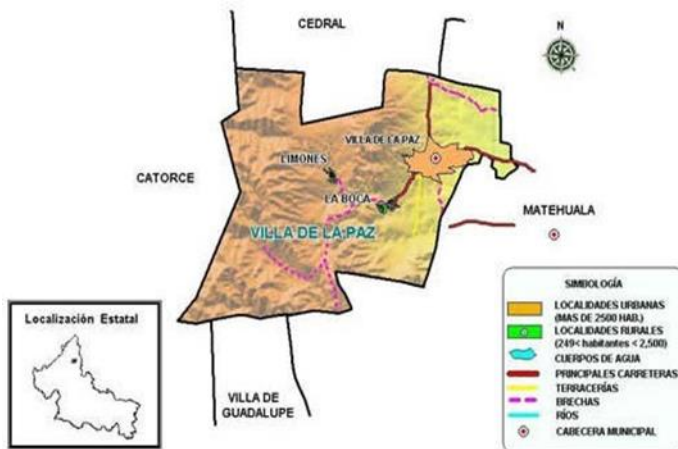 CEDRAL
N
VILLA DE LA PAZ
LIMONES
CATORCE
LA BOCA
MATEHUALA
VILLA DE LA PAZ
SIMBOLOGÍA
LOCALIDADES URBANAS
(MAS DE 2500 HAB.)
LOCALIDADES RURALES
(249< habitantes < 2,500)
CUERPOS DE AGUA
PRINCIPALES CARRETERAS
TERRACERÍAS
BRECHAS
RÍOS
CABECERA MUNICIPAL
Localización Estatal
VILLA DE
GUADALUPE